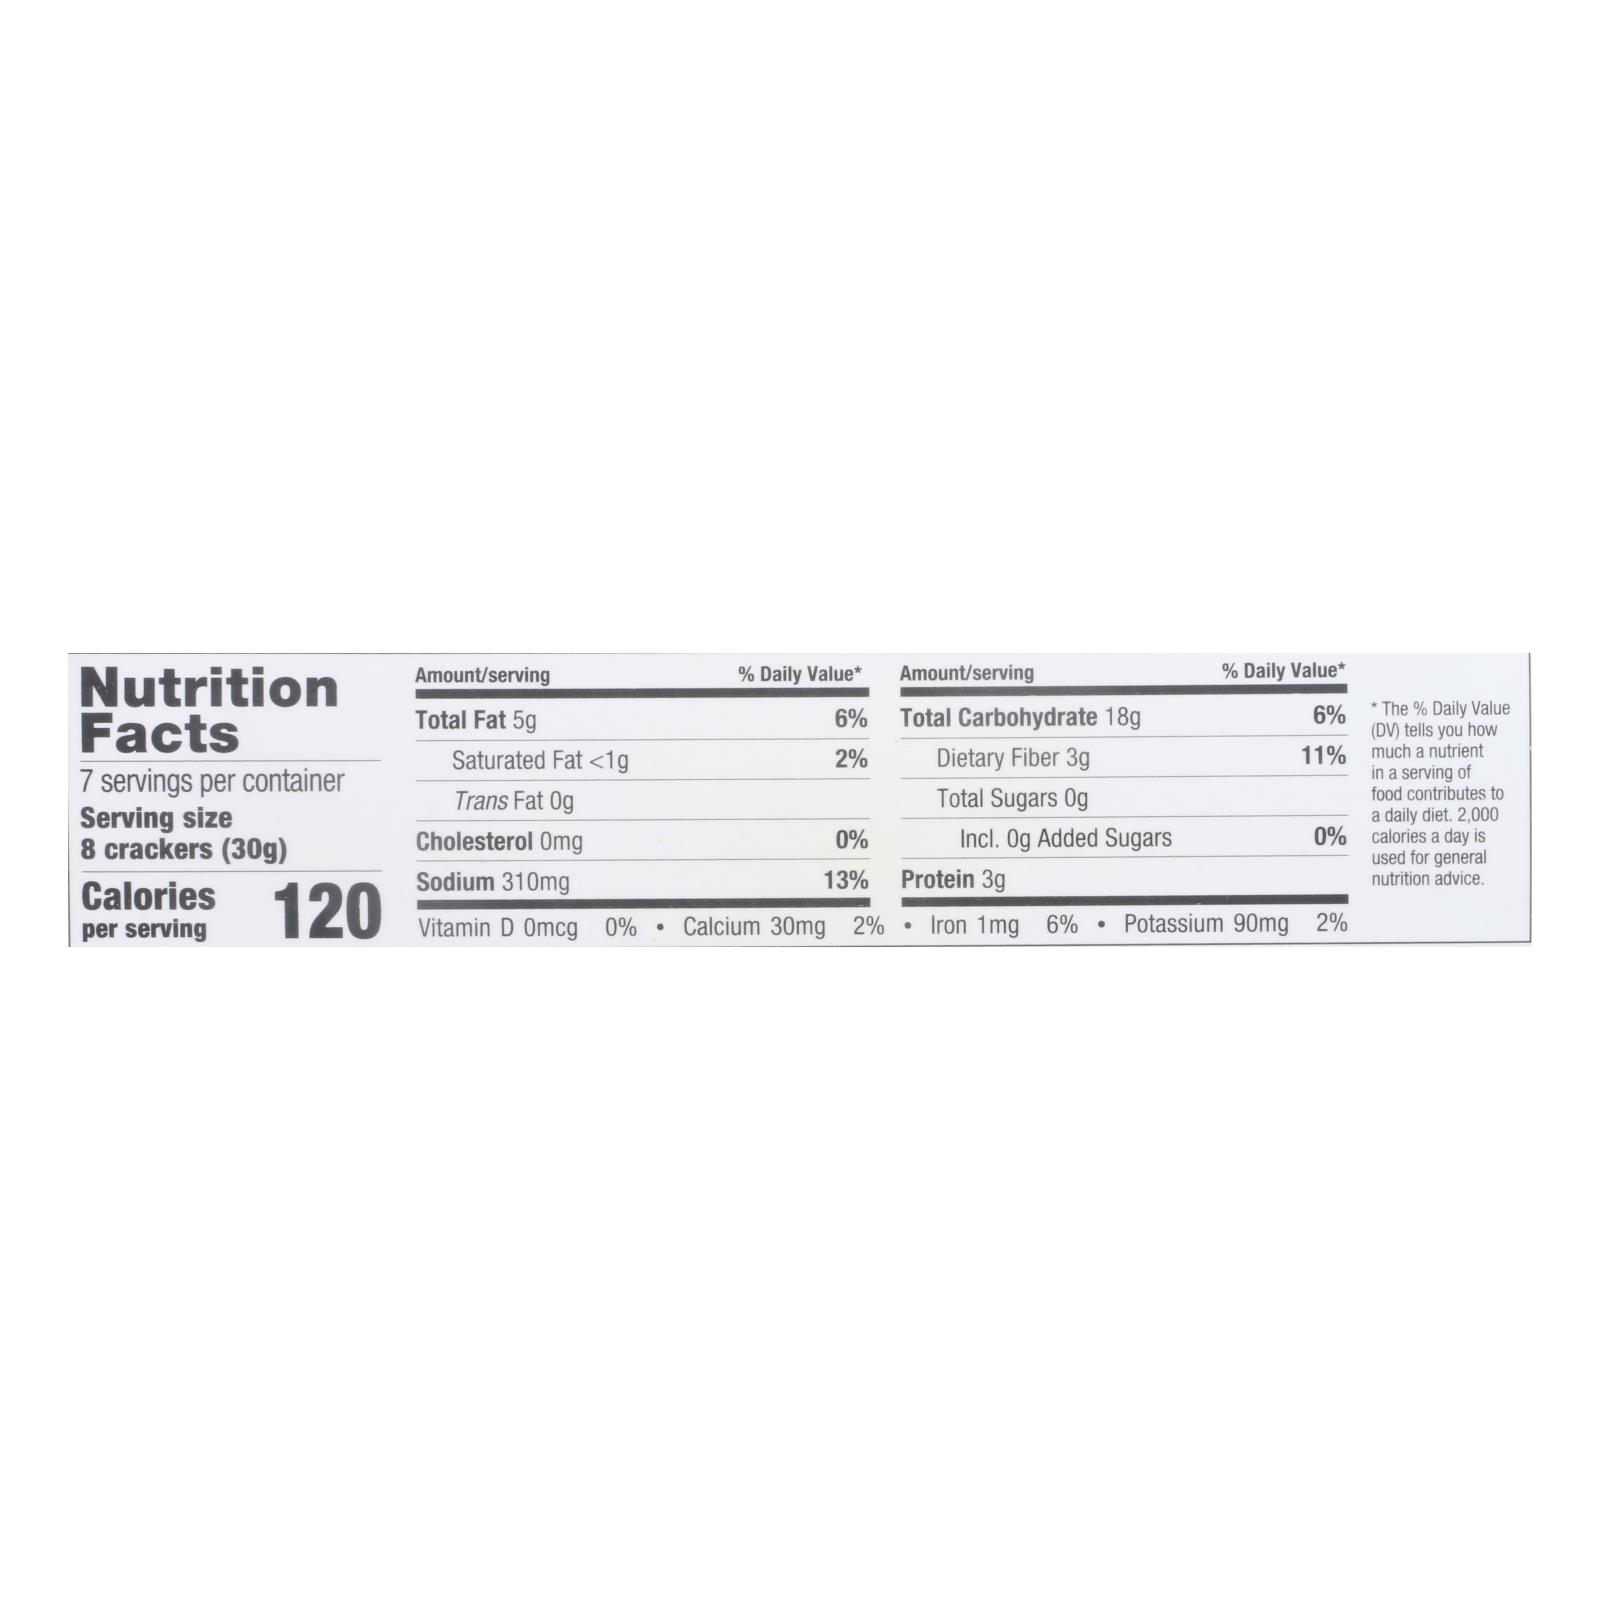 Nutrition
Facts
7 servings per container
Serving size
8 crackers (30g)
Calories
per serving
120
Amount/serving % Daily Value*
Total Fat 5g 6%
Saturated Fat <1g 2%
Trans Fat 0g
Cholesterol 0mg 0%
Sodium 310mg 13%
Amount/serving % Daily Value*
Total Carbohydrate 18g 6%
Dietary Fiber 3g 11%
Total Sugars 0g
Incl. 0g Added Sugars 0%
Protein 3g
Vitamin D 0mcg 0% • Calcium 30mg 2% • Iron 1mg 6% • Potassium 90mg 2%
* The % Daily Value
(DV) tells you how
much a nutrient
in a serving of
food contributes to
a daily diet. 2,000
calories a day is
used for general
nutrition advice.